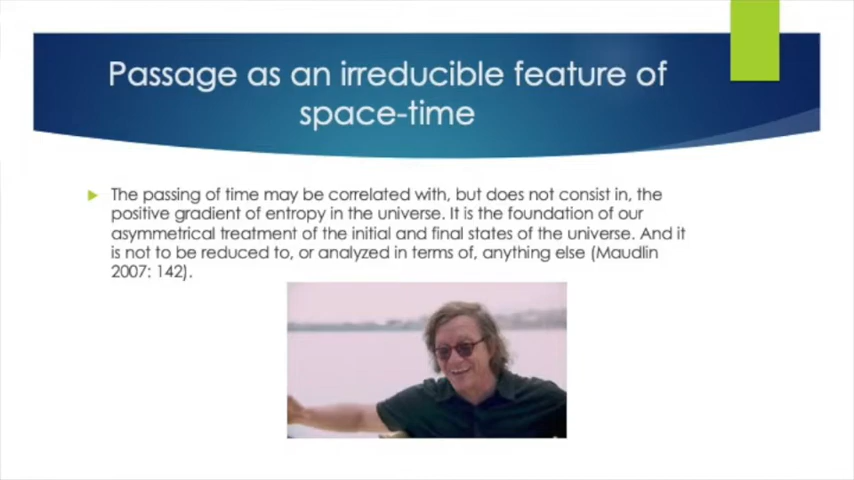 Passage as an irreducible feature of
space-time
The passing of time may be correlated with, but does not consist in, the
positive gradient of entropy in the universe. It is the foundation of our
asymmetrical treatment of the initial and final states of the universe. And it
is not to be reduced to, or analyzed in terms of, anything else (Maudlin
2007: 142).